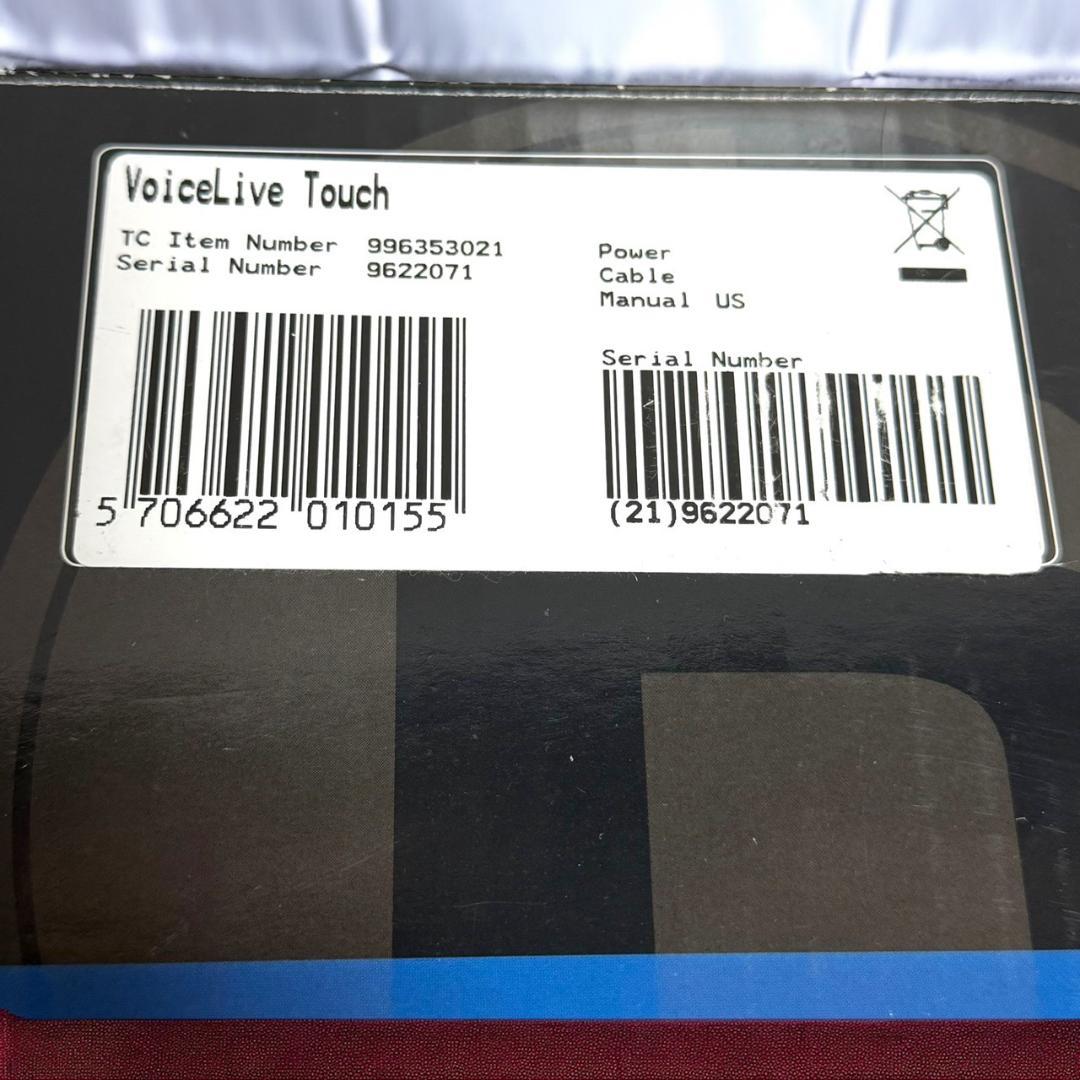 VoiceLive Touch
TC Item Number 996353021
Serial Number 9622071
5 706622 010155
Power
Cable
Manual US
Serial Number
(21)9622071